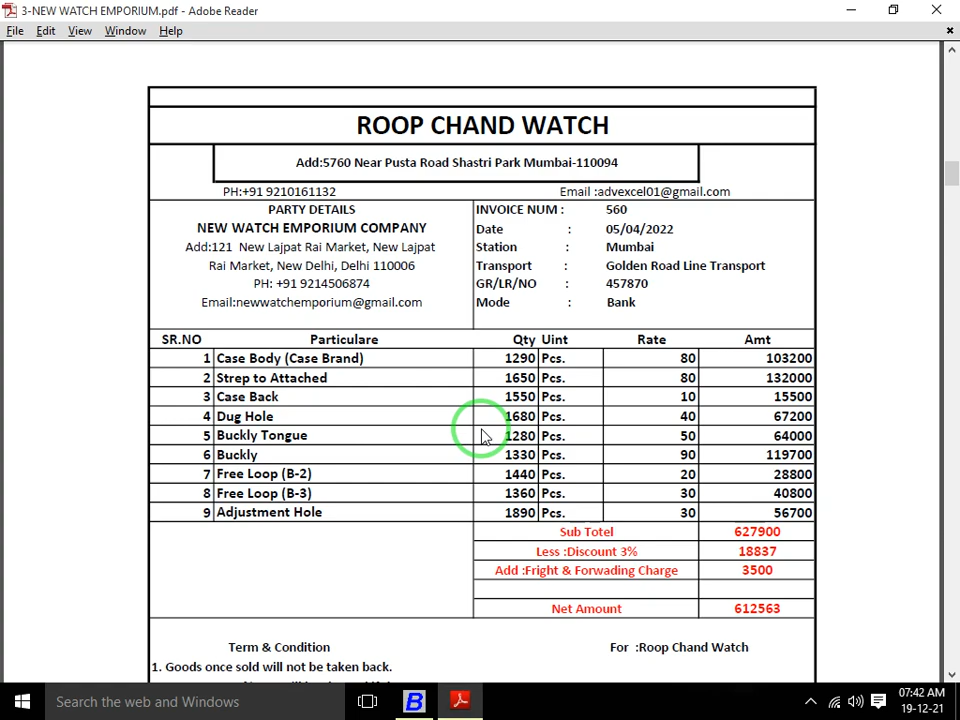 3-NEW WATCH EMPORIUM.pdf - Adobe Reader
File Edit View Window Help
ROOP CHAND WATCH
Add:5760 Near Pusta Road Shastri Park Mumbai-110094
PH:+91 9210161132 Email :advexcel01@gmail.com
PARTY DETAILS INVOICE NUM : 560
NEW WATCH EMPORIUM COMPANY Date : 05/04/2022
Add:121 New Lajpat Rai Market, New Lajpat Station : Mumbai
Rai Market, New Delhi, Delhi 110006 Transport : Golden Road Line Transport
PH: +91 9214506874 GR/LR/NO : 457870
Email:newwatchemporium@gmail.com Mode : Bank
SR.NO Particulare Qty Uint Rate Amt
1 Case Body (Case Brand) 1290 Pcs. 80 103200
2 Strep to Attached 1650 Pcs. 80 132000
3 Case Back 1550 Pcs. 10 15500
4 Dug Hole 1680 Pcs. 40 67200
5 Buckly Tongue 1280 Pcs. 50 64000
6 Buckly 1330 Pcs. 90 119700
7 Free Loop (B-2) 1440 Pcs. 20 28800
8 Free Loop (B-3) 1360 Pcs. 30 40800
9 Adjustment Hole 1890 Pcs. 30 56700
Sub Totel 627900
Less :Discount 3% 18837
Add :Fright & Forwading Charge 3500
Net Amount 612563
Term & Condition For :Roop Chand Watch
1. Goods once sold will not be taken back.
Search the web and Windows B 07:42 AM
19-12-21